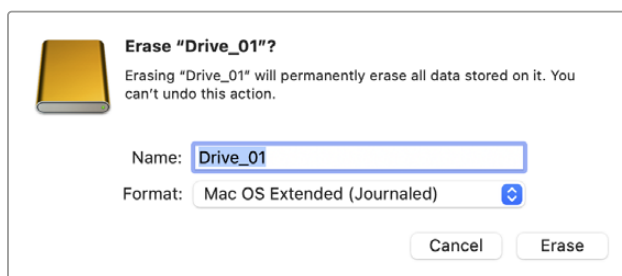 Erase “Drive_01”?
Erasing “Drive_01” will permanently erase all data stored on it. You
can’t undo this action.
Name: Drive_01
Format: Mac OS Extended (Journaled)
Cancel Erase